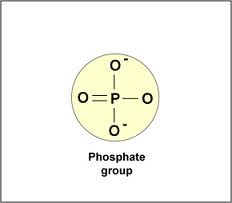 O-
O=P-O
O-
Phosphate
group